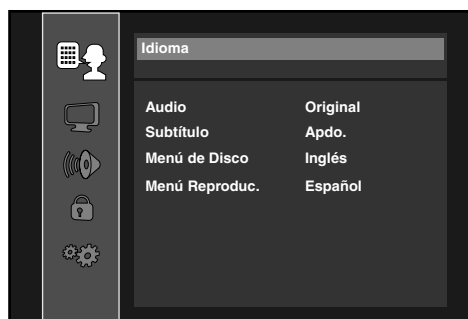 Idioma
Audio Original
Subtítulo Apdo.
Menú de Disco Inglés
Menú Reproduc. Español